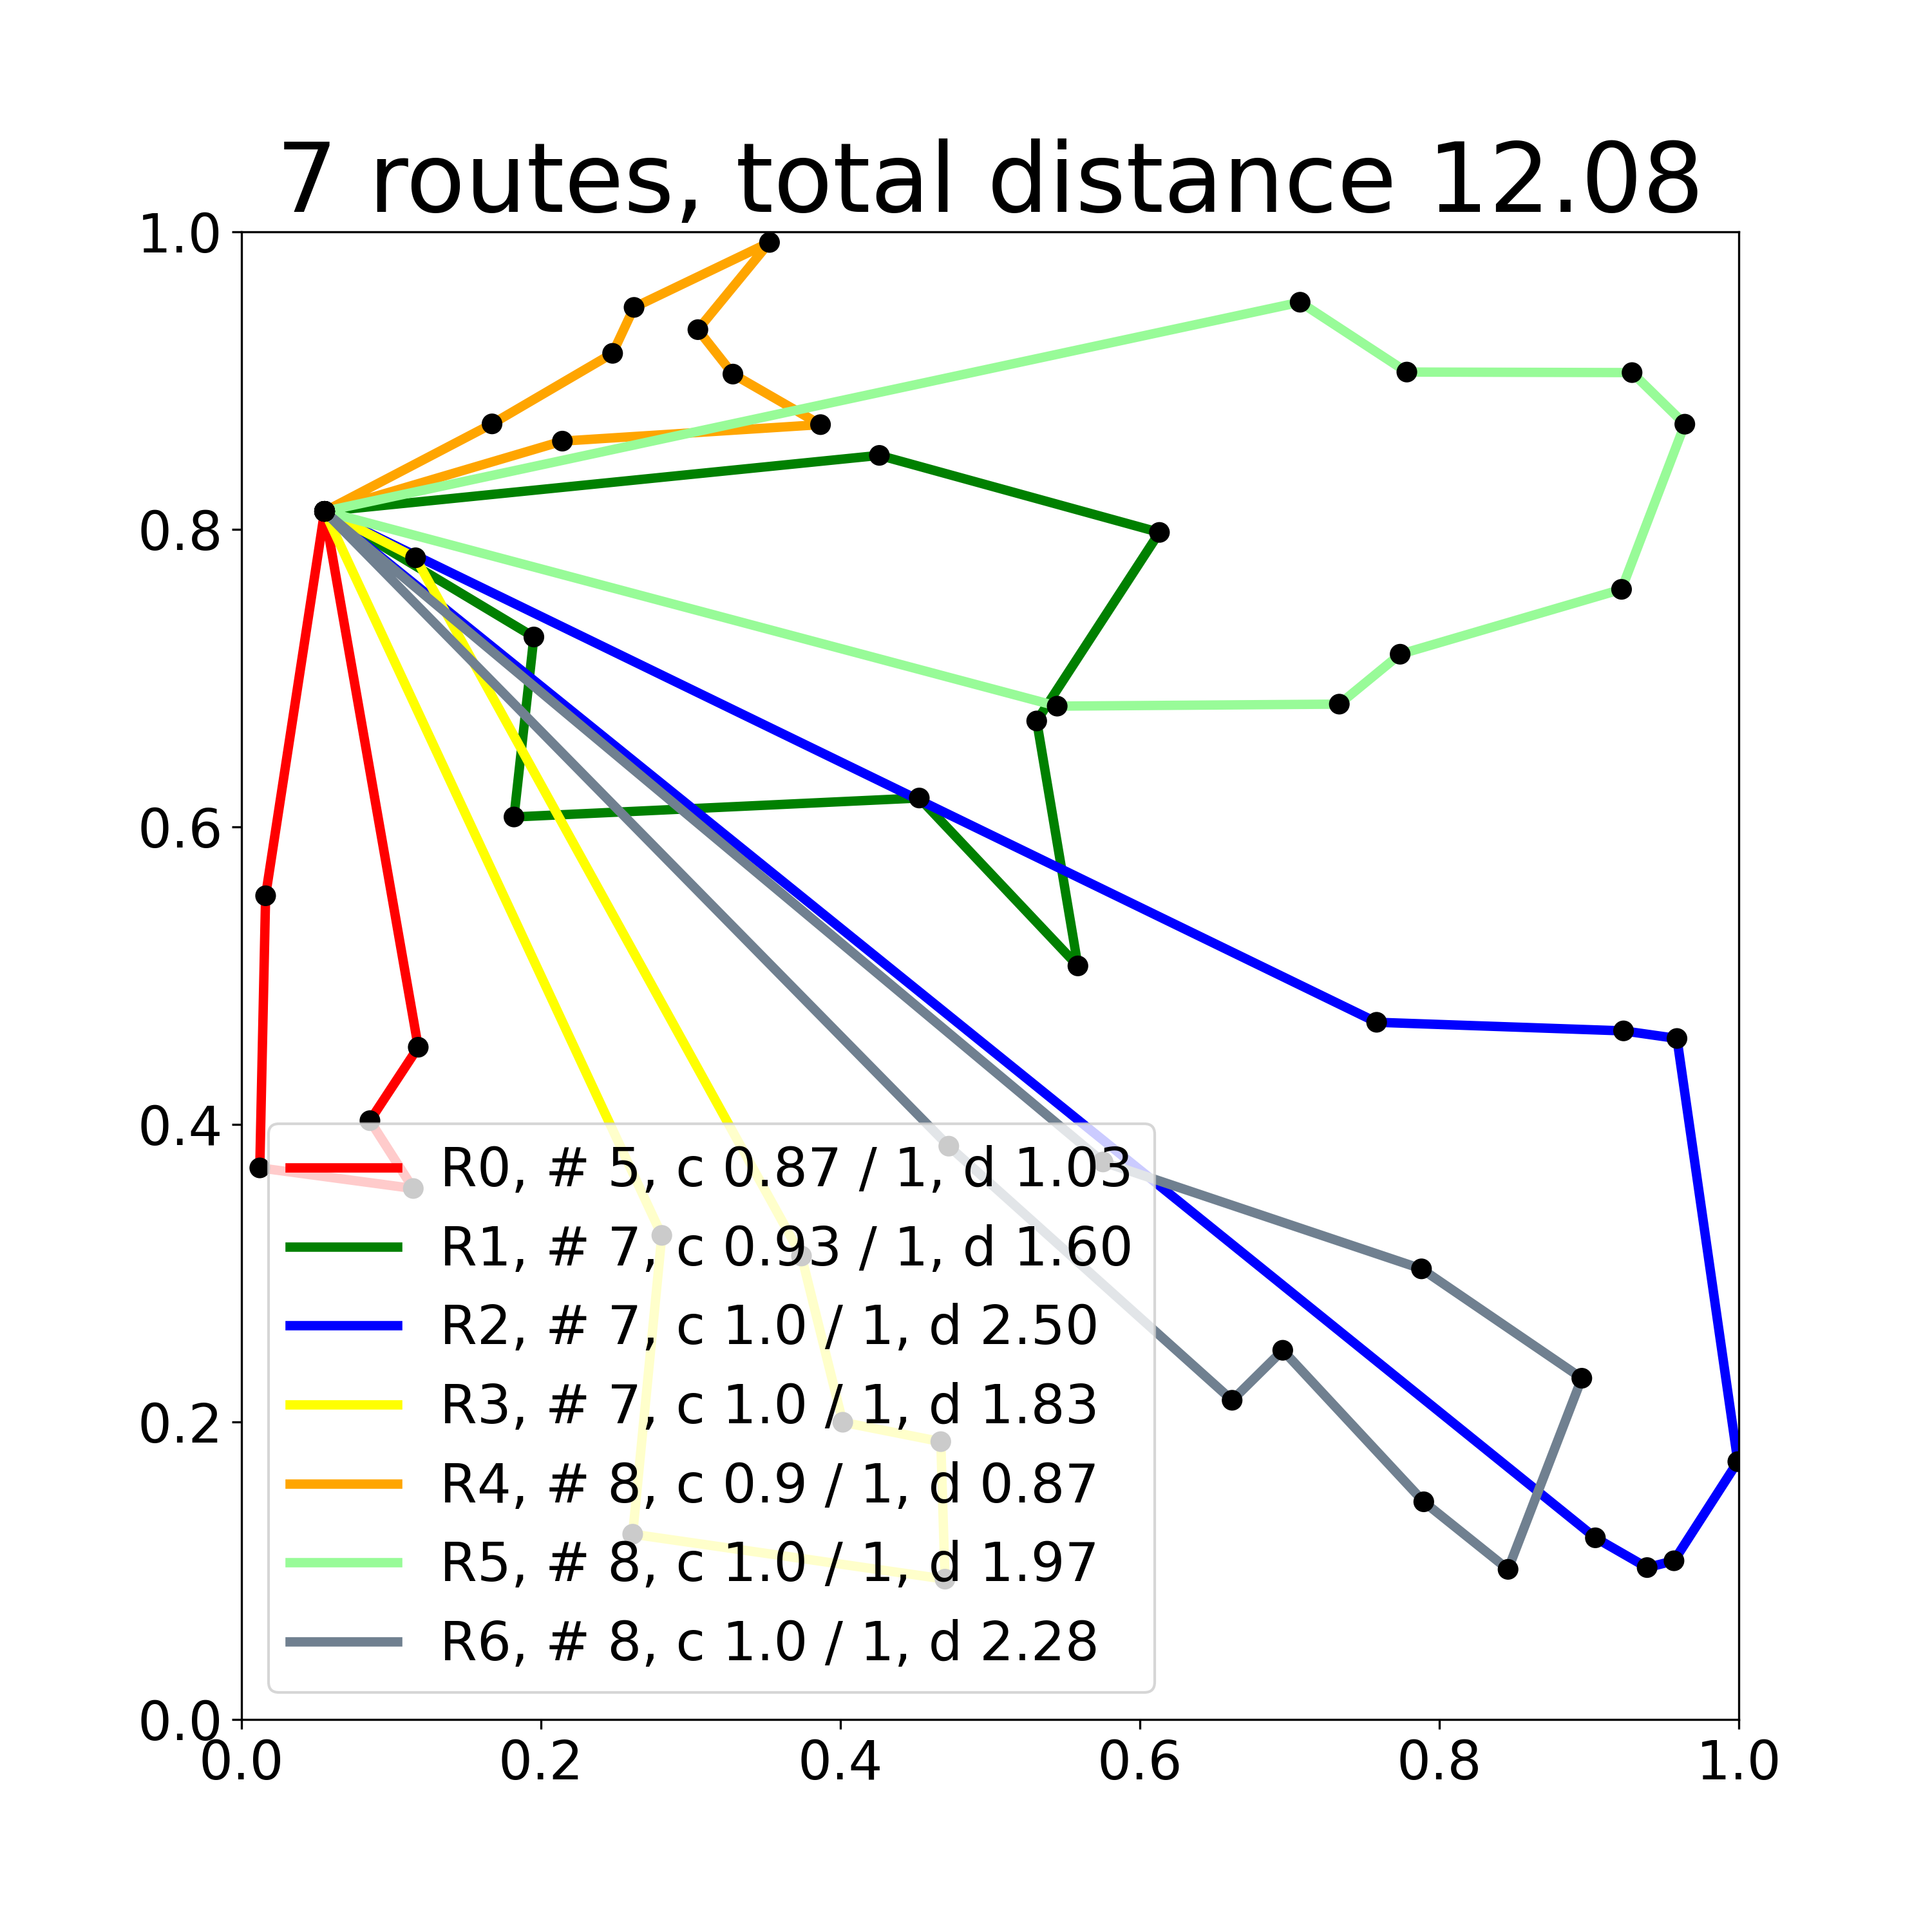 7 routes, total distance 12.08
1.0
0.8
0.6
0.4
0.2
0.0
R0, # 5, c 0.87 / 1, d 1.03
R1, # 7, c 0.93 / 1, d 1.60
R2, # 7, c 1.0 / 1, d 2.50
R3, # 7, c 1.0 / 1, d 1.83
R4, # 8, c 0.9 / 1, d 0.87
R5, # 8, c 1.0 / 1, d 1.97
R6, # 8, c 1.0 / 1, d 2.28
0.0 0.2 0.4 0.6 0.8 1.0